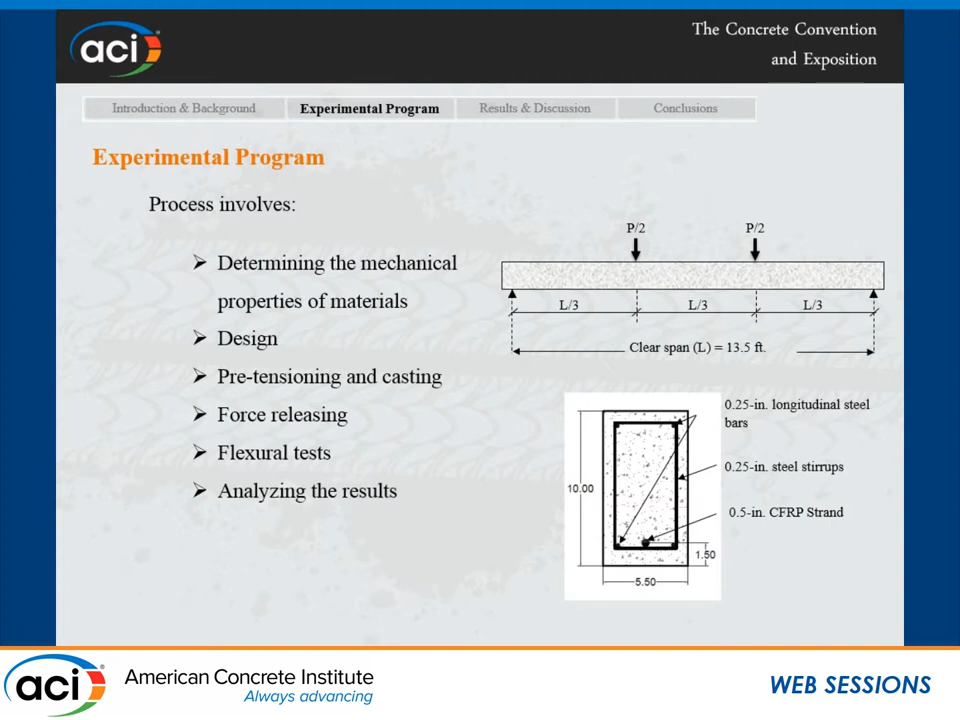 aci
The Concrete Convention
and Exposition
Introduction & Background
Experimental Program
Results & Discussion
Conclusions
Experimental Program
Process involves:
➢ Determining the mechanical
properties of materials
➢ Design
➢ Pre-tensioning and casting
➢ Force releasing
➢ Flexural tests
➢ Analyzing the results
P/2
P/2
L/3
L/3
L/3
Clear span (L) = 13.5 ft.
0.25-in. longitudinal steel
bars
0.25-in. steel stirrups
0.5-in. CFRP Strand
10.00
1.50
5.50
aci
®
American Concrete Institute
Always advancing
WEB SESSIONS